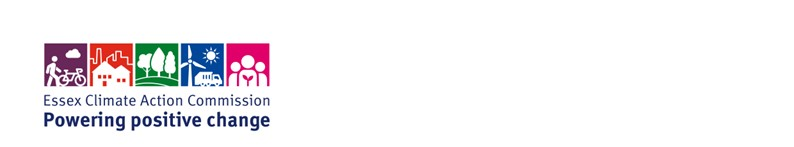 Essex Climate Action Commission
Powering positive change